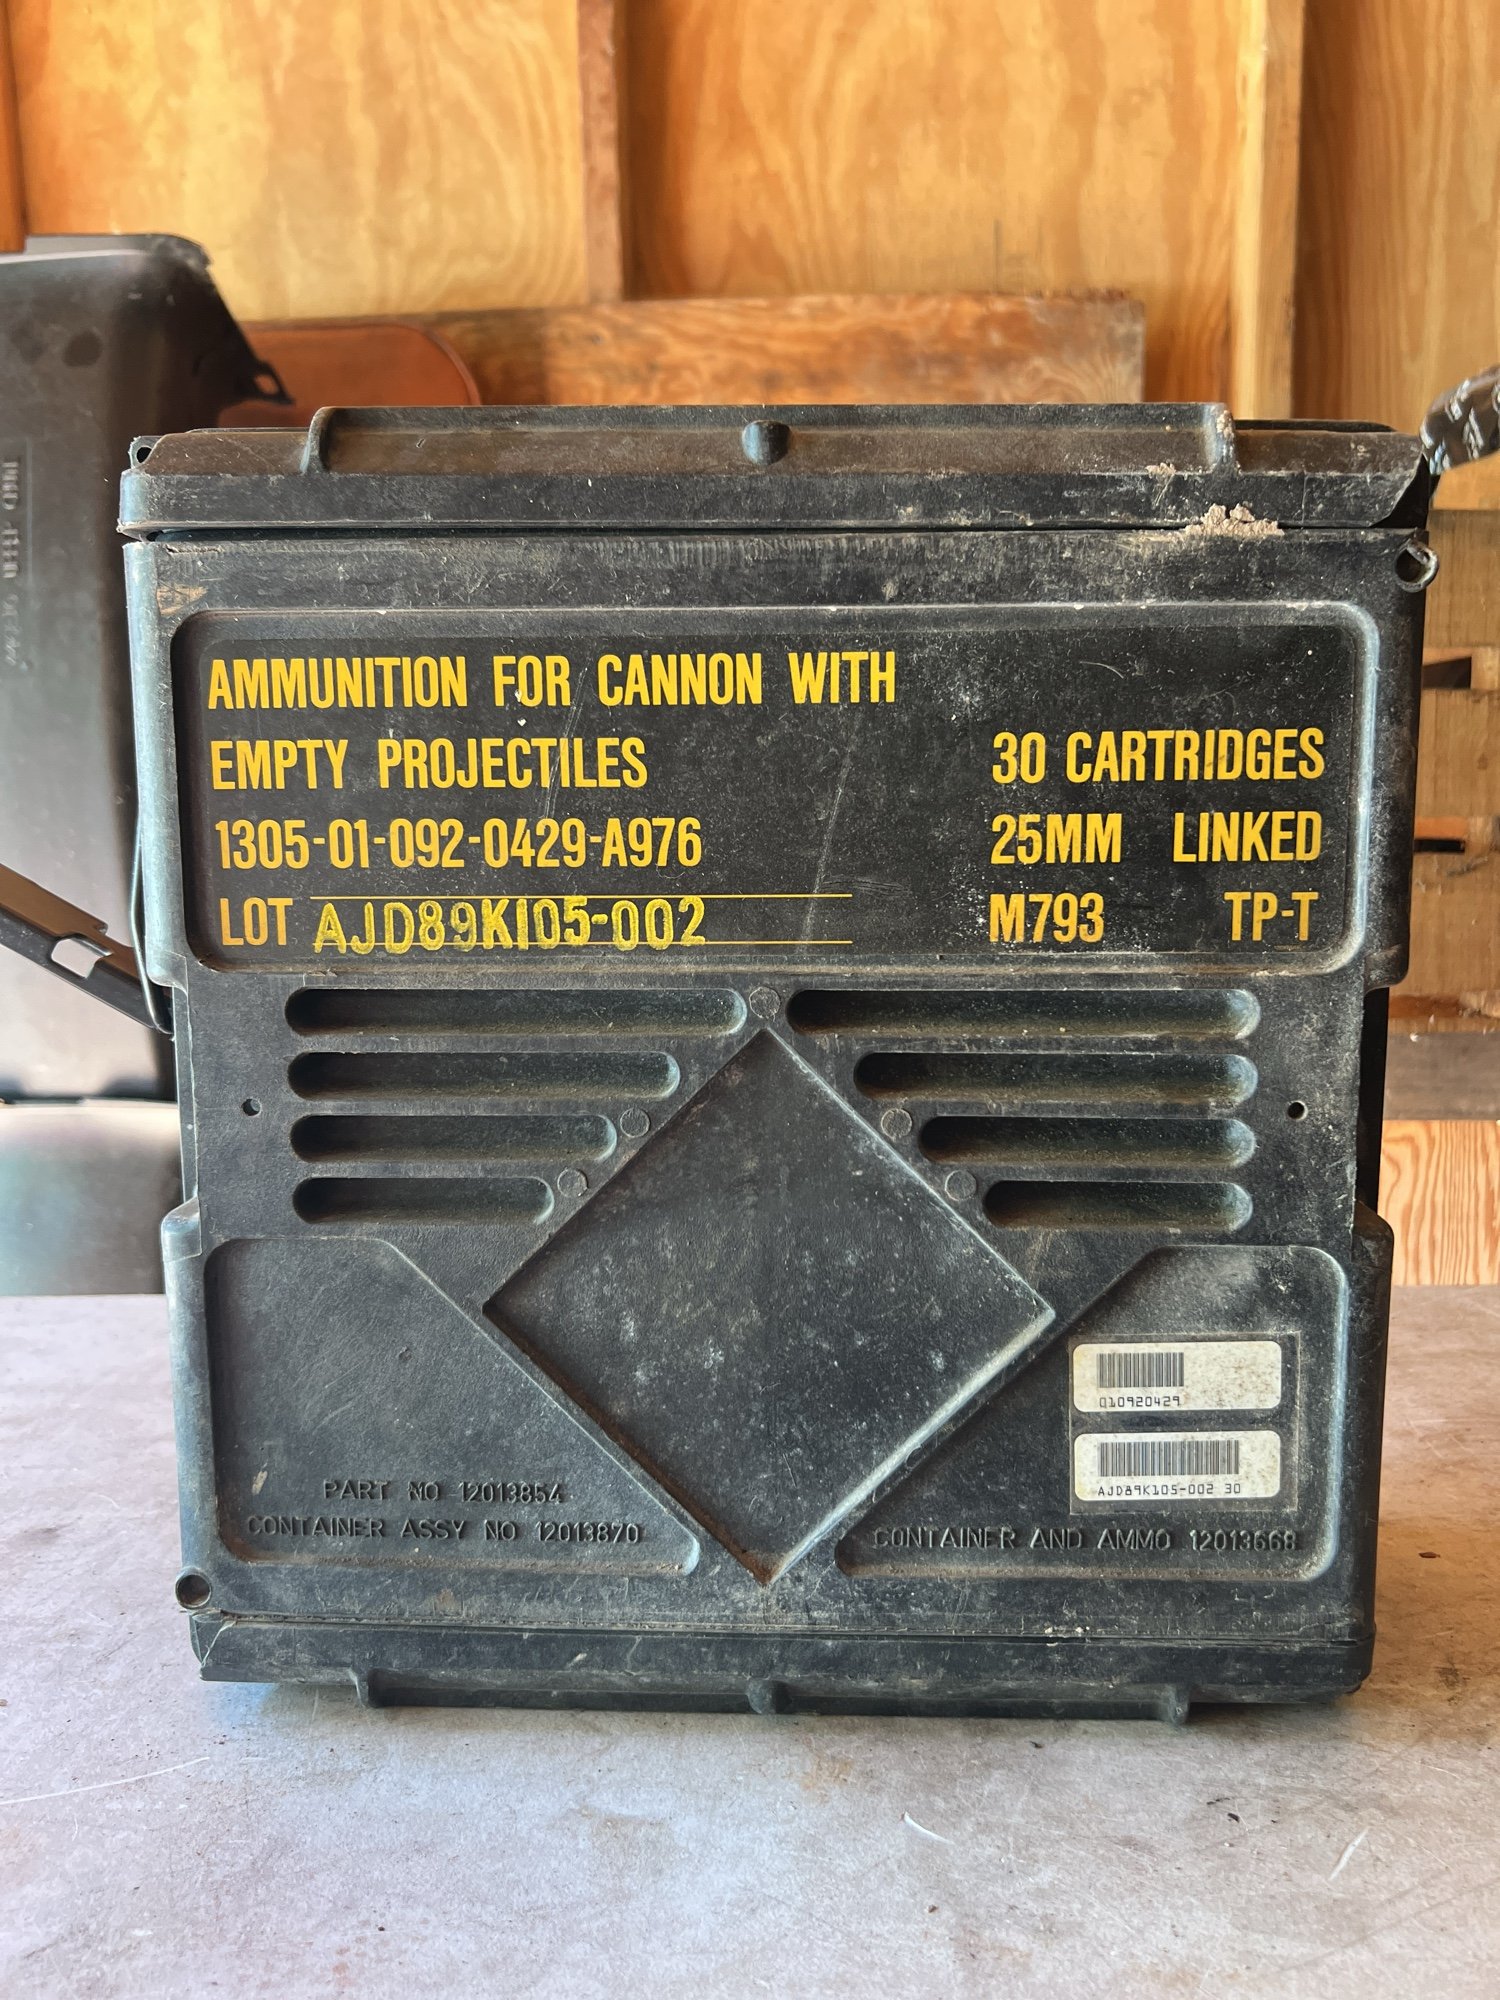 AMMUNITION FOR CANNON WITH
EMPTY PROJECTILES
1305-01-092-0429-A976
LOT AJD89K105-002
30 CARTRIDGES
25MM LINKED
M793 TP-T
010920429
AJD89K105-002 30
PART NO 12013854
CONTAINER ASSY NO 12013870
CONTAINER AND AMMO 12013668